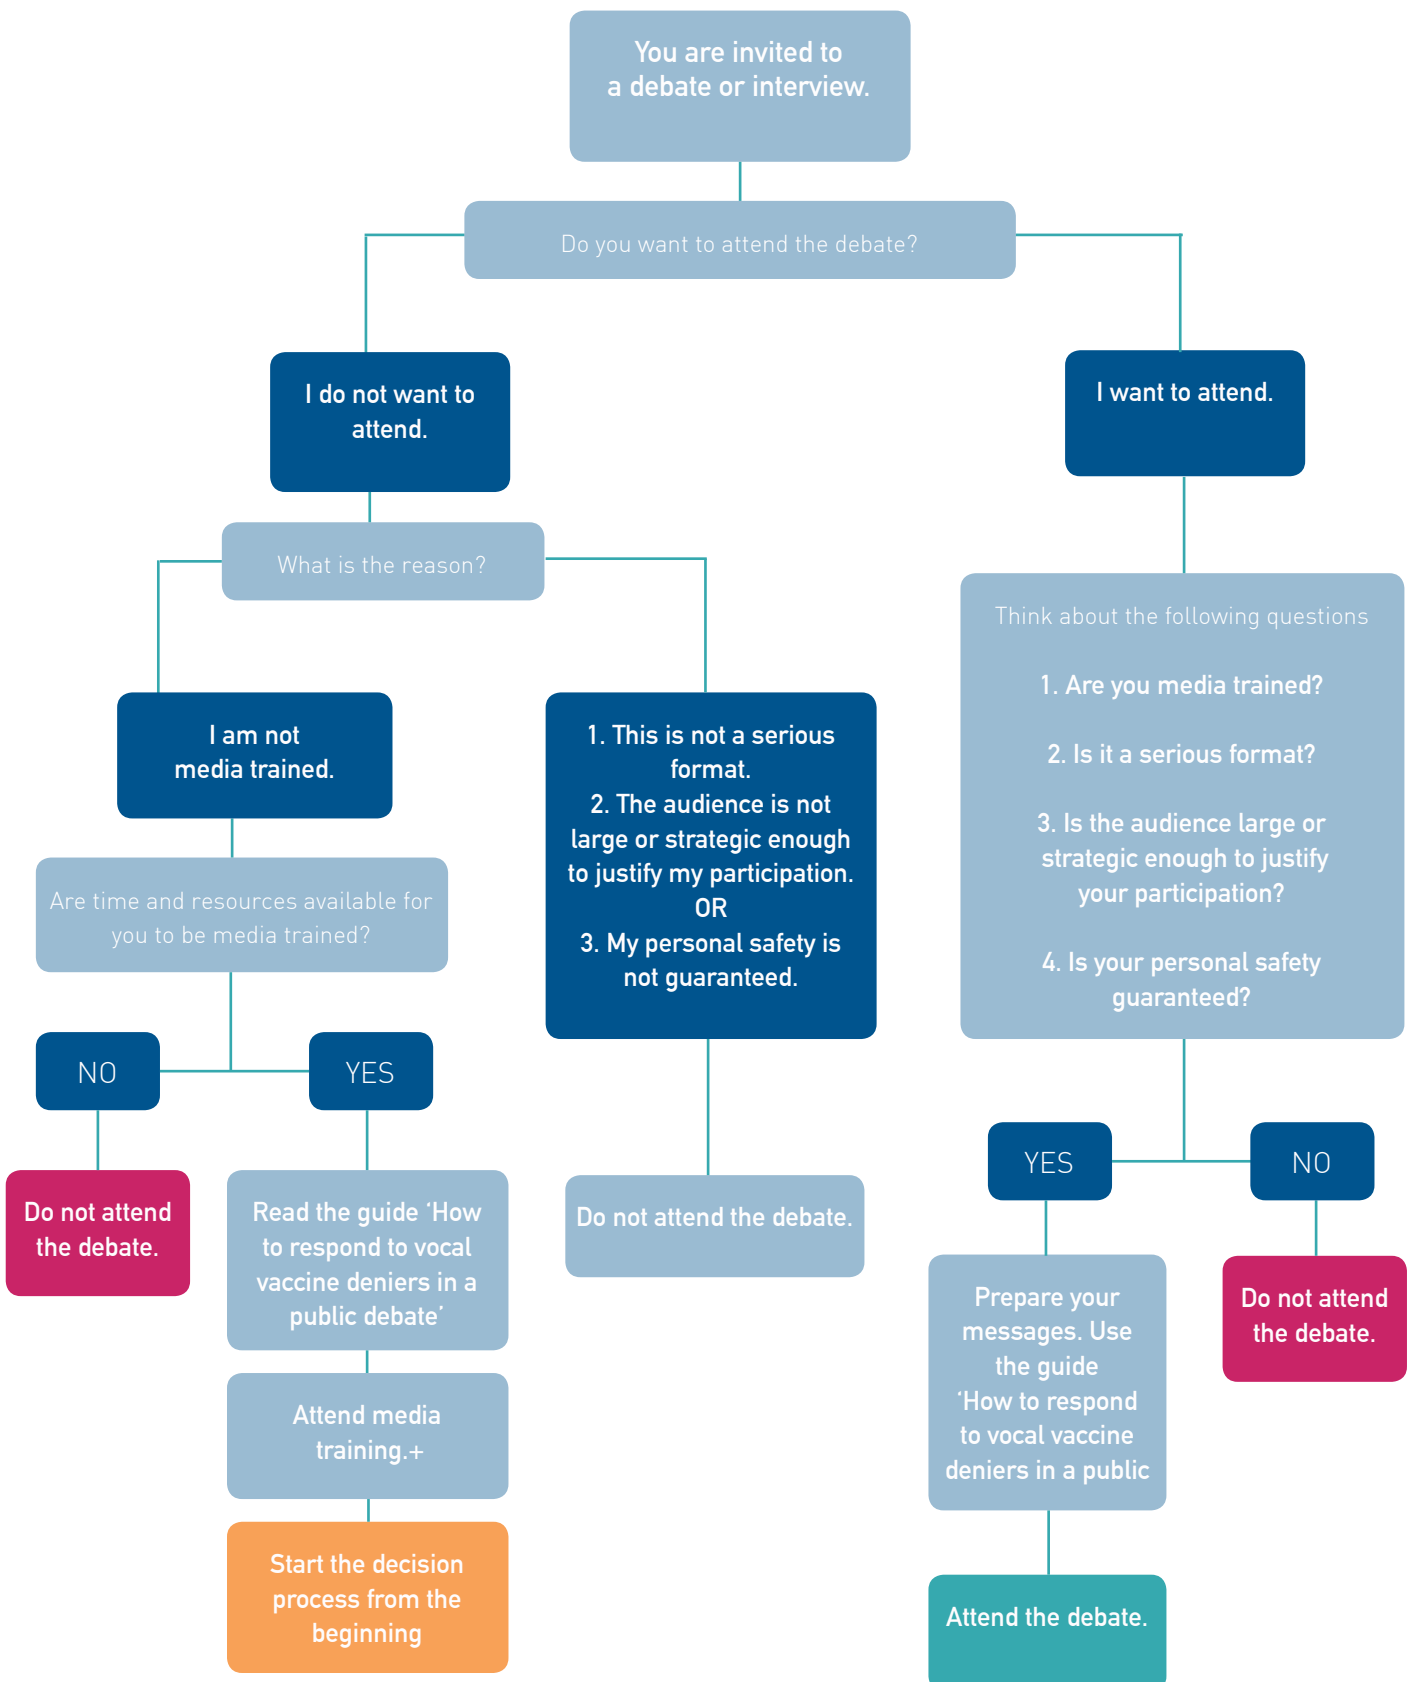 You are invited to
a debate or interview.
Do you want to attend the debate?
I do not want to
attend.
I want to attend.
What is the reason?
I am not
media trained.
1. This is not a serious
format.
2. The audience is not
large or strategic enough
to justify my participation.
OR
3. My personal safety is
not guaranteed.
Think about the following questions
1. Are you media trained?
2. Is it a serious format?
3. Is the audience large or
strategic enough to justify
your participation?
4. Is your personal safety
guaranteed?
Are time and resources available for
you to be media trained?
NO
YES
YES
NO
Do not attend
the debate.
Read the guide ‘How
to respond to vocal
vaccine deniers in a
public debate’
Do not attend the debate.
Prepare your
messages. Use
the guide
‘How to respond
to vocal vaccine
deniers in a public
Do not attend
the debate.
Attend media
training.+
Start the decision
process from the
beginning
Attend the debate.